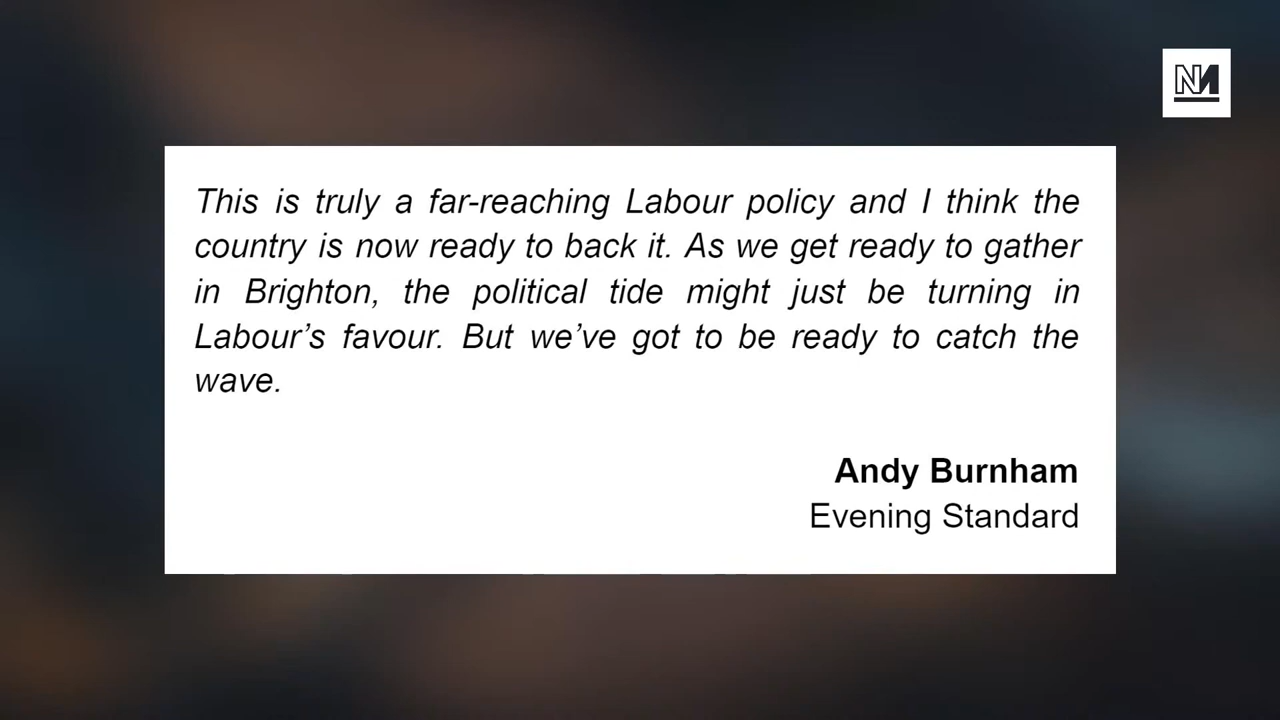 NM
This is truly a far-reaching Labour policy and I think the
country is now ready to back it. As we get ready to gather
in Brighton, the political tide might just be turning in
Labour’s favour. But we’ve got to be ready to catch the
wave.
Andy Burnham
Evening Standard